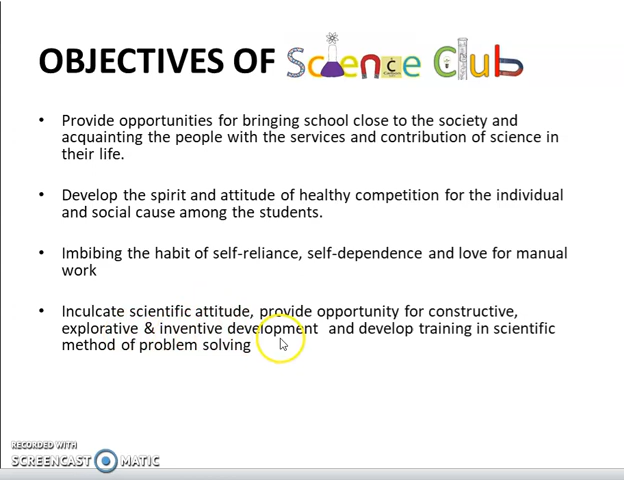 OBJECTIVES OF Science Club
• Provide opportunities for bringing school close to the society and
acquainting the people with the services and contribution of science in
their life.
• Develop the spirit and attitude of healthy competition for the individual
and social cause among the students.
• Imbibing the habit of self-reliance, self-dependence and love for manual
work
• Inculcate scientific attitude, provide opportunity for constructive,
explorative & inventive development and develop training in scientific
method of problem solving
RECORDED WITH
SCREENCAST MATIC